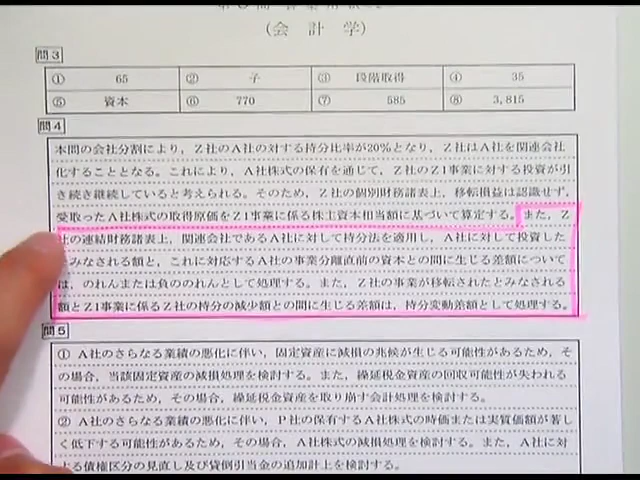 (会 計 学)
問3
① 65 ② 子 ③ 段階取得 ④ 35
⑤ 資本 ⑥ 770 ⑦ 585 ⑧ 3,815
問4
本問の会社分割により，Z社のA社の対する持分比率が20%となり，Z社はA社を関連会社
化することとなる。これにより，A社株式の保有を通じて，Z社のZ1事業に対する投資が引
き続き継続していると考えられる。そのため，Z社の個別財務諸表上，移転損益は認識せず，
受取ったA社株式の取得原価をZ1事業に係る株主資本相当額に基づいて算定する。また，Z
社の連結財務諸表上，関連会社であるA社に対して持分法を適用し，A社に対して投資した
とみなされる額と，これに対応するA社の事業分離直前の資本との間に生じる差額について
は，のれんまたは負ののれんとして処理する。また，Z社の事業が移転されたとみなされる
額とZ1事業に係るZ社の持分の減少額との間に生じる差額は，持分変動差額として処理する。
問5
① A社のさらなる業績の悪化に伴い，固定資産に減損の兆候が生じる可能性があるため，そ
の場合，当該固定資産の減損処理を検討する。また，繰延税金資産の回収可能性が失われる
可能性があるため，その場合，繰延税金資産を取り崩す会計処理を検討する。
② A社のさらなる業績の悪化に伴い，P社の保有するA社株式の時価または実質価額が著し
く低下する可能性があるため，その場合，A社株式の減損処理を検討する。また，A社に対
する債権区分の見直し及び貸倒引当金の追加計上を検討する。